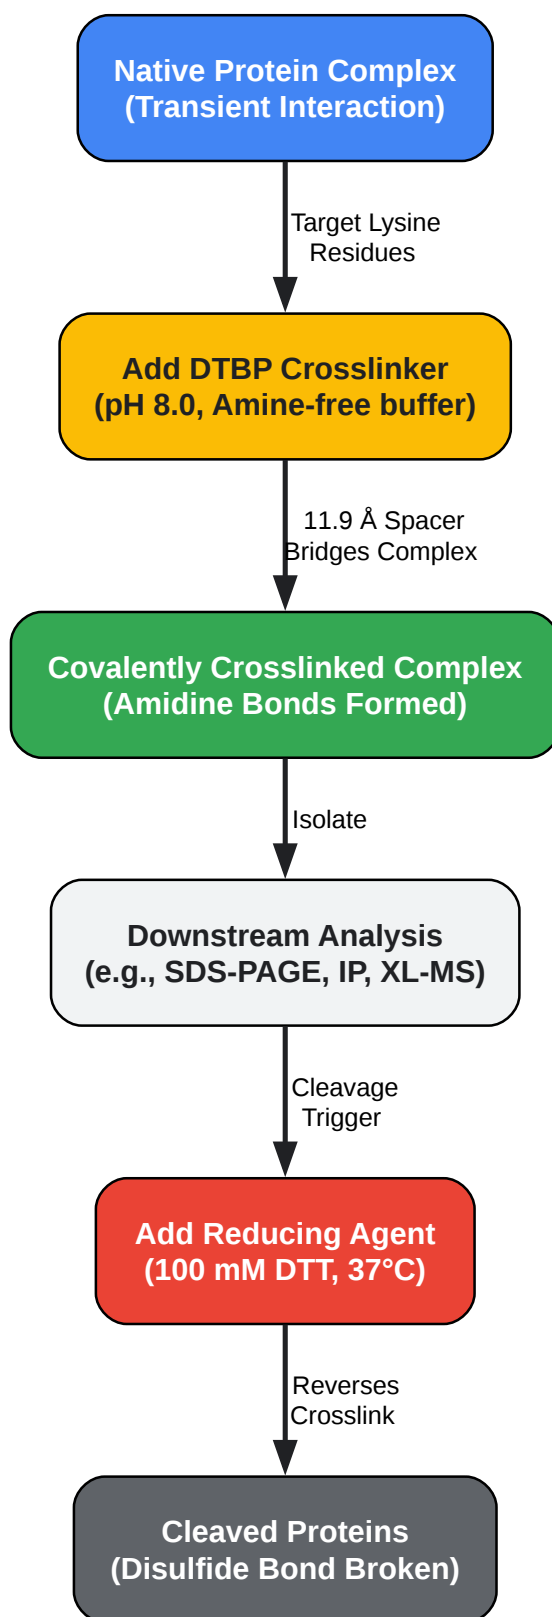 Native Protein Complex
(Transient Interaction)
Target Lysine
Residues
Add DTBP Crosslinker
(pH 8.0, Amine-free buffer)
11.9 Å Spacer
Bridges Complex
Covalently Crosslinked Complex
(Amidine Bonds Formed)
Isolate
Downstream Analysis
(e.g., SDS-PAGE, IP, XL-MS)
Cleavage
Trigger
Add Reducing Agent
(100 mM DTT, 37°C)
Reverses
Crosslink
Cleaved Proteins
(Disulfide Bond Broken)